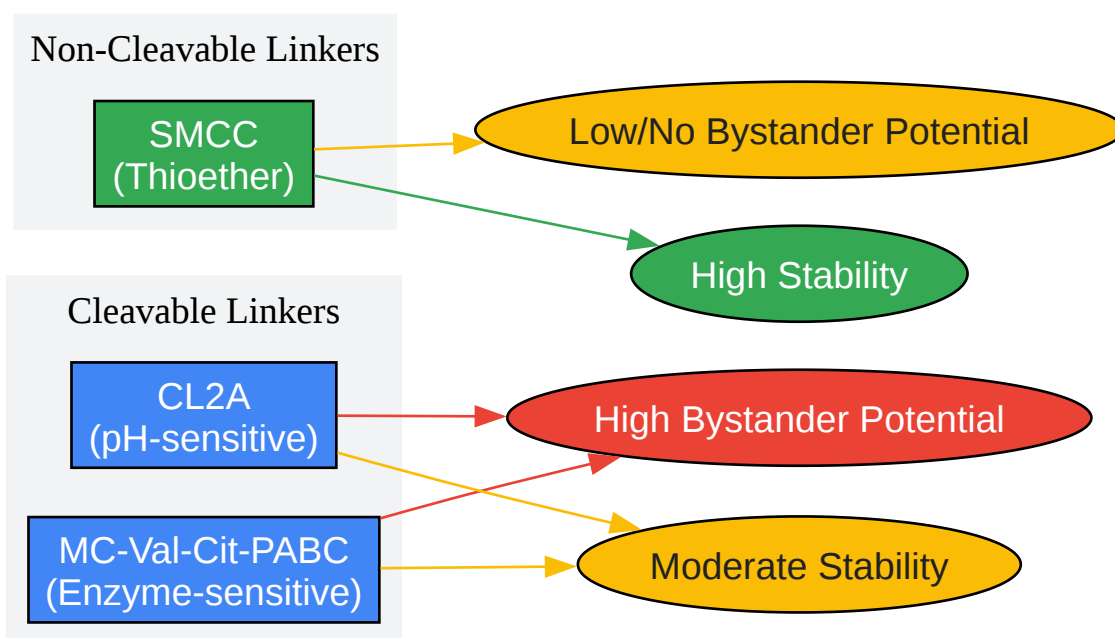 Non-Cleavable Linkers
SMCC
(Thioether)
Low/No Bystander Potential
High Stability
Cleavable Linkers
CL2A
(pH-sensitive)
High Bystander Potential
MC-Val-Cit-PABC
(Enzyme-sensitive)
Moderate Stability